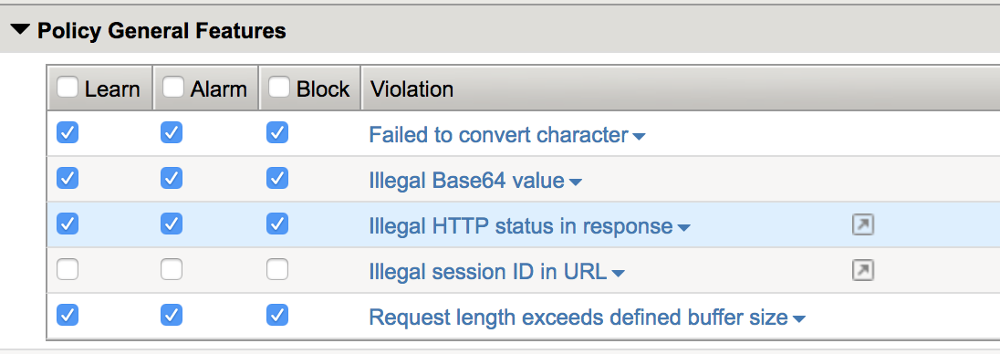 Policy General Features
Learn Alarm Block Violation
Failed to convert character
Illegal Base64 value
Illegal HTTP status in response
Illegal session ID in URL
Request length exceeds defined buffer size